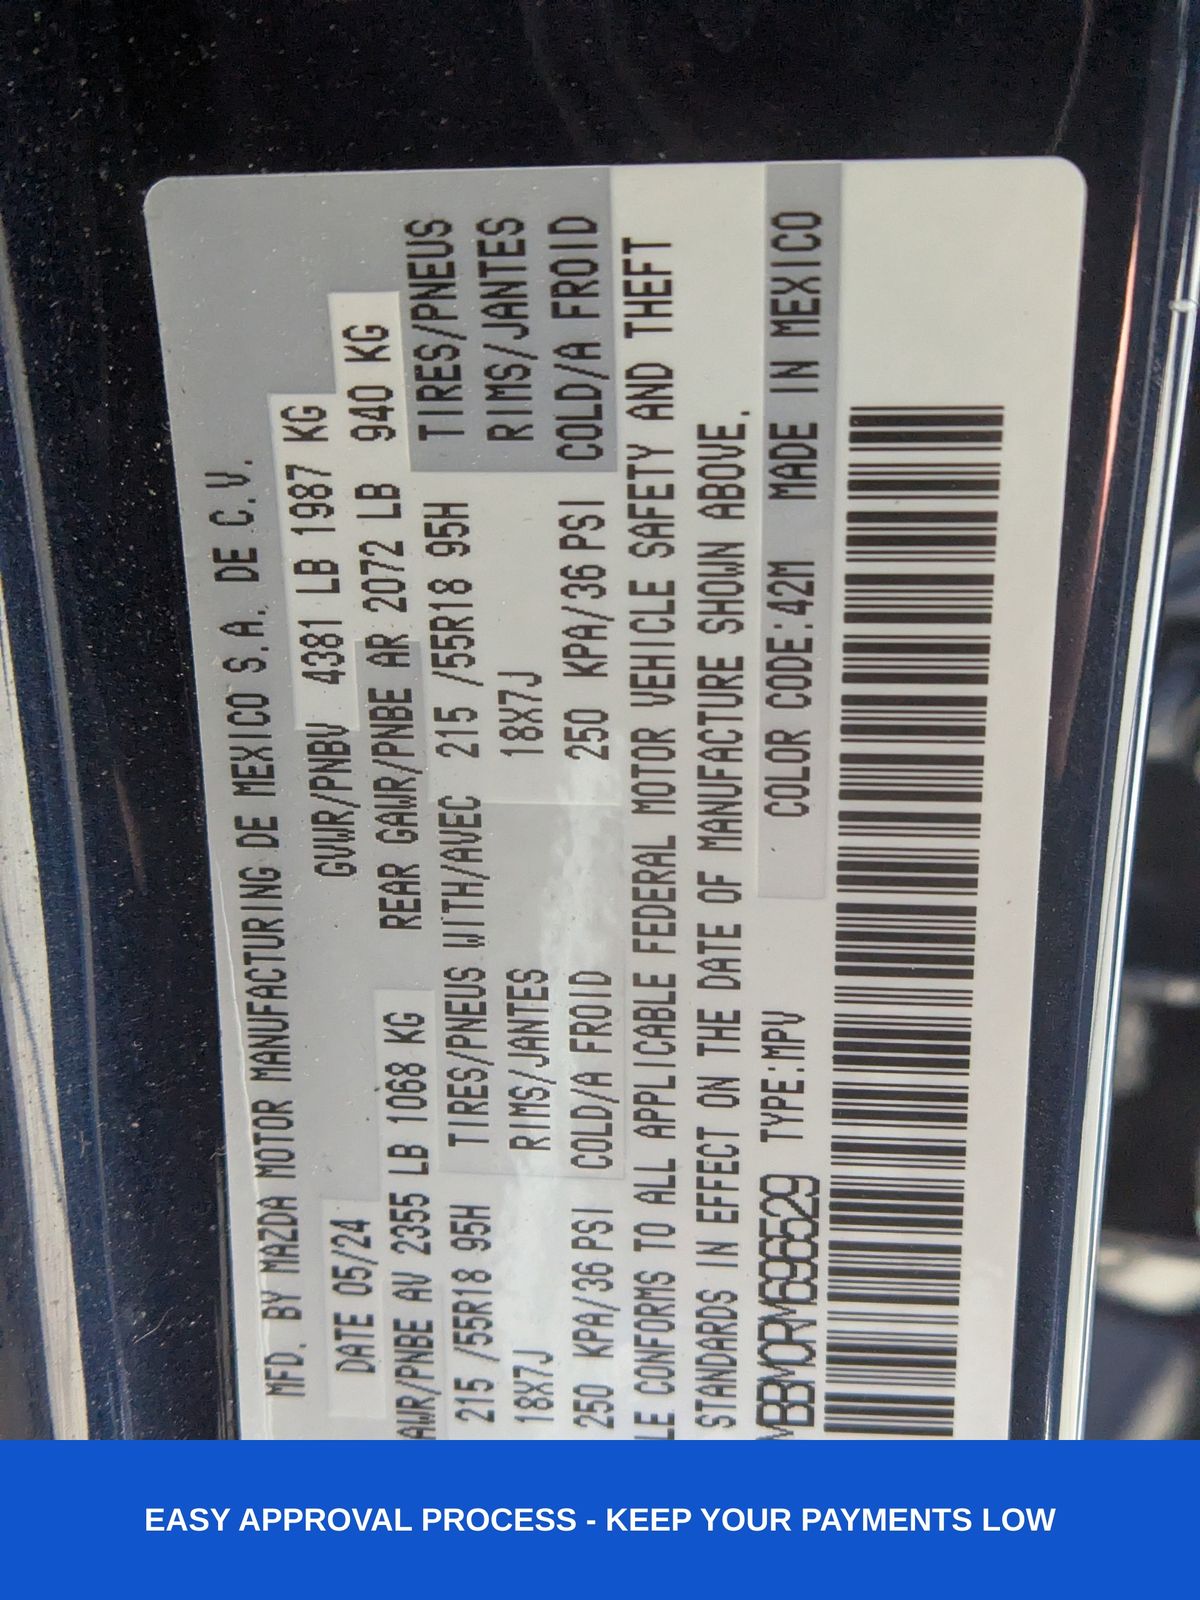 MFD. BY MAZDA MOTOR MANUFACTURING DE MEXICO S.A. DE C.V.
DATE 05/24 GVWR/PNBV 4381 LB 1987 KG
AWR/PNBE AV 2355 LB 1068 KG REAR GAWR/PNBE AR 2072 LB 940 KG
215 /55R18 95H TIRES/PNEUS WITH/AVEC 215 /55R18 95H TIRES/PNEUS
18X7J RIMS/JANTES 18X7J RIMS/JANTES
250 KPA/36 PSI COLD/A FROID 250 KPA/36 PSI COLD/A FROID
LE CONFORMS TO ALL APPLICABLE FEDERAL MOTOR VEHICLE SAFETY AND THEFT
STANDARDS IN EFFECT ON THE DATE OF MANUFACTURE SHOWN ABOVE.
BBM0RM696529 TYPE:MPV COLOR CODE:42M MADE IN MEXICO
EASY APPROVAL PROCESS - KEEP YOUR PAYMENTS LOW